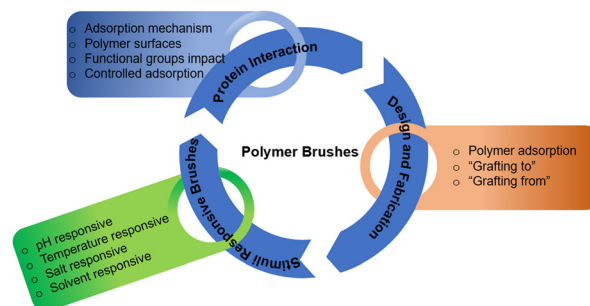 o Adsorption mechanism
o Polymer surfaces
o Functional groups impact
o Controlled adsorption
Protein Interaction
Design and Fabrication
Polymer Brushes
o Polymer adsorption
o “Grafting to”
o “Grafting from”
Stimuli Responsive Brushes
o pH responsive
o Temperature responsive
o Salt responsive
o Solvent responsive